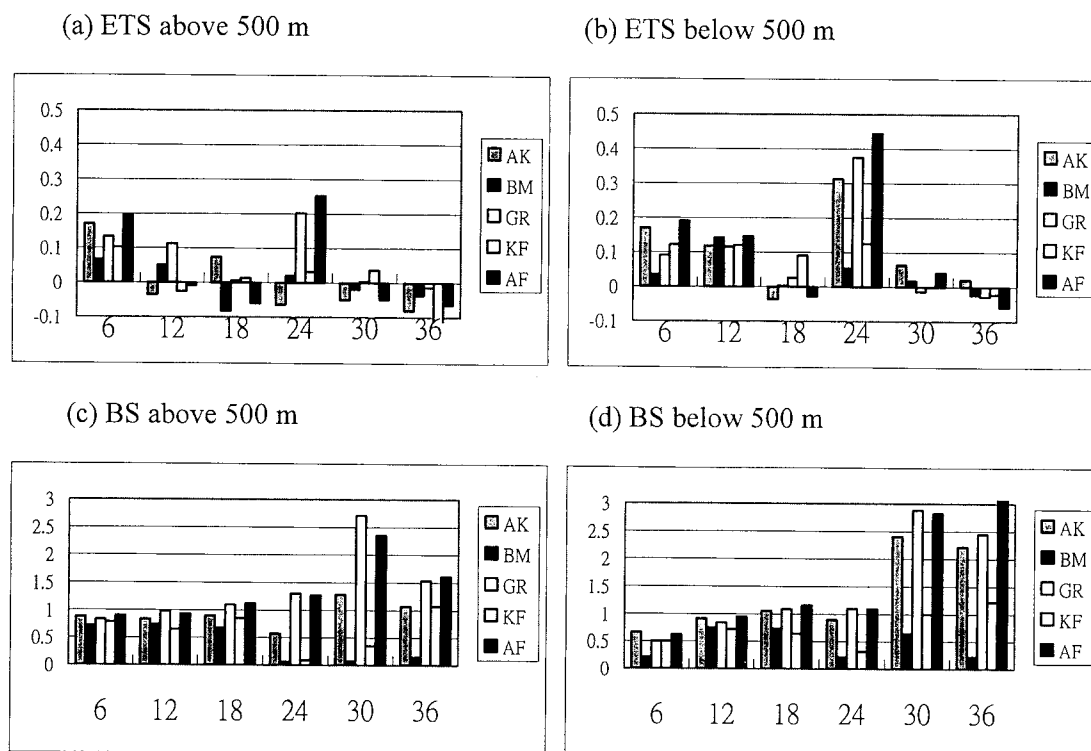 (a) ETS above 500 m
0.5
0.4
0.3
0.2
0.1
0
-0.1
6 12 18 24 30 36
AK
BM
GR
KF
AF
(b) ETS below 500 m
0.5
0.4
0.3
0.2
0.1
0
-0.1
6 12 18 24 30 36
AK
BM
GR
KF
AF
(c) BS above 500 m
3
2.5
2
1.5
1
0.5
0
6 12 18 24 30 36
AK
BM
GR
KF
AF
(d) BS below 500 m
3
2.5
2
1.5
1
0.5
0
6 12 18 24 30 36
AK
BM
GR
KF
AF